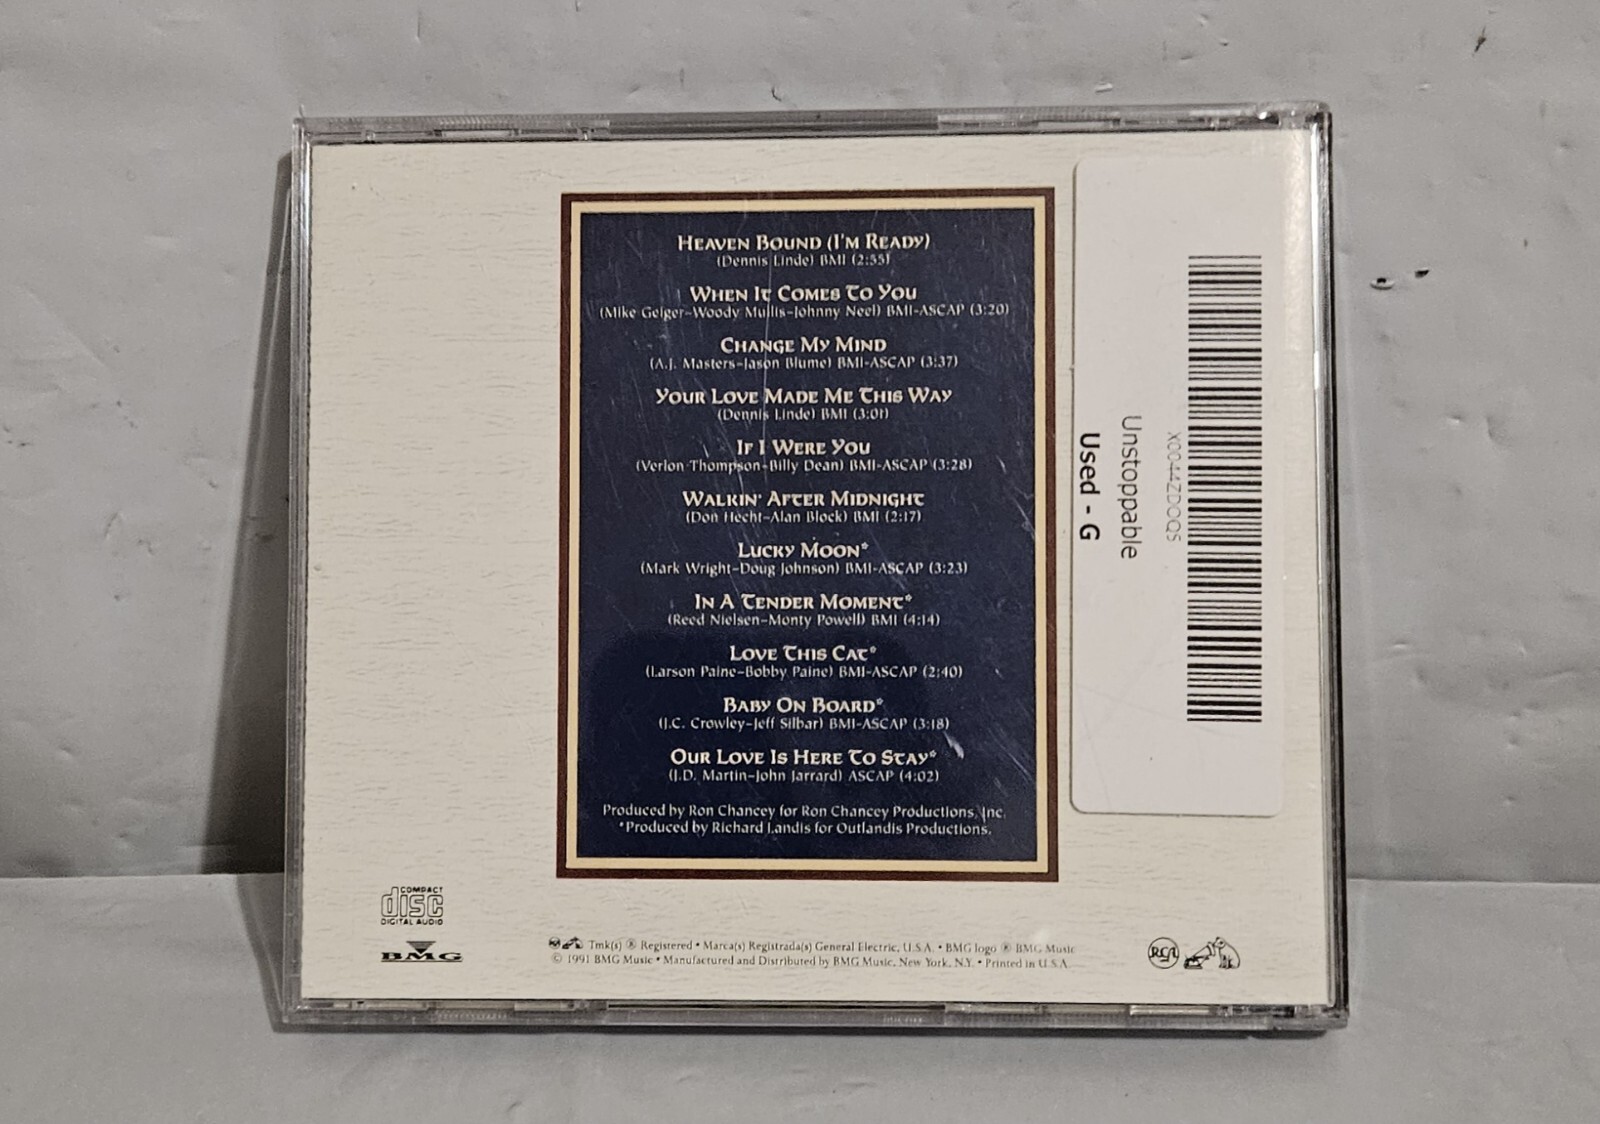 Heaven Bound (I'm Ready)
(Dennis Linde) BMI (2:55)
When It Comes To You
(Mike Geiger–Woody Mullis–Johnny Neel) BMI-ASCAP (3:20)
Change My Mind
(A.J. Masters–Jason Blume) BMI-ASCAP (3:37)
Your Love Made Me This Way
(Dennis Linde) BMI (3:01)
If I Were You
(Verlon Thompson–Billy Dean) BMI-ASCAP (3:28)
Walkin' After Midnight
(Don Hecht–Alan Block) BMI (2:17)
Lucky Moon*
(Mark Wright–Doug Johnson) BMI-ASCAP (3:23)
In A Tender Moment*
(Reed Nielsen–Monty Powell) BMI (4:14)
Love This Cat*
(Larson Paine–Bobby Paine) BMI-ASCAP (2:40)
Baby On Board*
(J.C. Crowley–Jeff Silbar) BMI-ASCAP (3:18)
Our Love Is Here To Stay*
(J.D. Martin–John Jarrard) ASCAP (4:02)
Produced by Ron Chancey for Ron Chancey Productions, Inc.
*Produced by Richard Landis for Outlandis Productions.
X0044ZDOQS
Unstoppable
Used - G
COMPACT
disc
DIGITAL AUDIO
BMG
Tmk(s) ® Registered • Marca(s) Registrada(s) General Electric, U.S.A. • BMG logo ® BMG Music
© 1991 BMG Music • Manufactured and Distributed by BMG Music, New York, N.Y. • Printed in U.S.A.
RCA